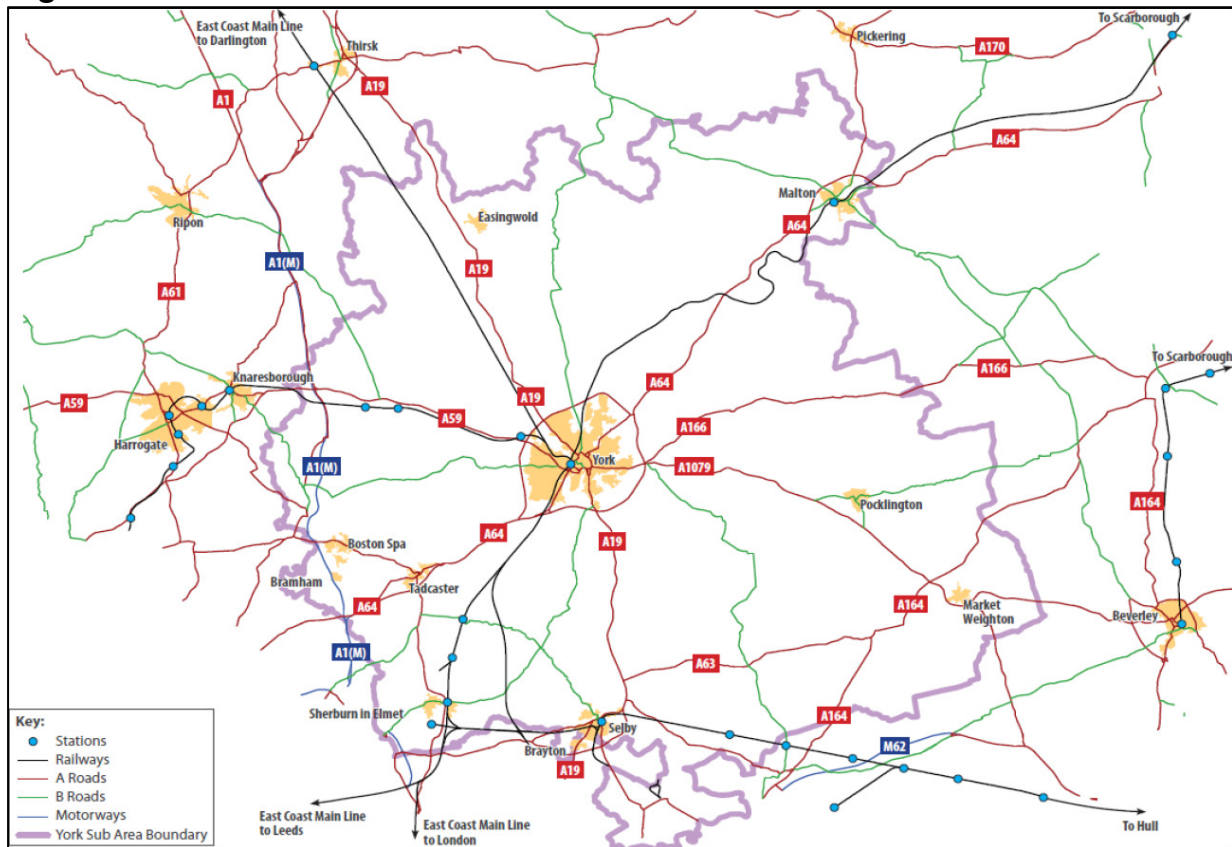 East Coast Main Line
to Darlington
Thirsk
A19
A1
To Scarborough
Pickering
A170
A64
Malton
A64
Ripon
Easingwold
A1(M)
A19
A61
To Scarborough
Knaresborough
A166
A59
A19
A64
A59
A166
Harrogate
A1(M)
York
A1079
Pocklington
A164
A64
A19
Boston Spa
Bramham
Tadcaster
A64
A164
Market
Weighton
Beverley
A1(M)
A63
Sherburn in Elmet
Selby
A164
Brayton
A19
M62
Key:
Stations
Railways
A Roads
B Roads
Motorways
York Sub Area Boundary
East Coast Main Line
to Leeds
East Coast Main Line
to London
To Hull